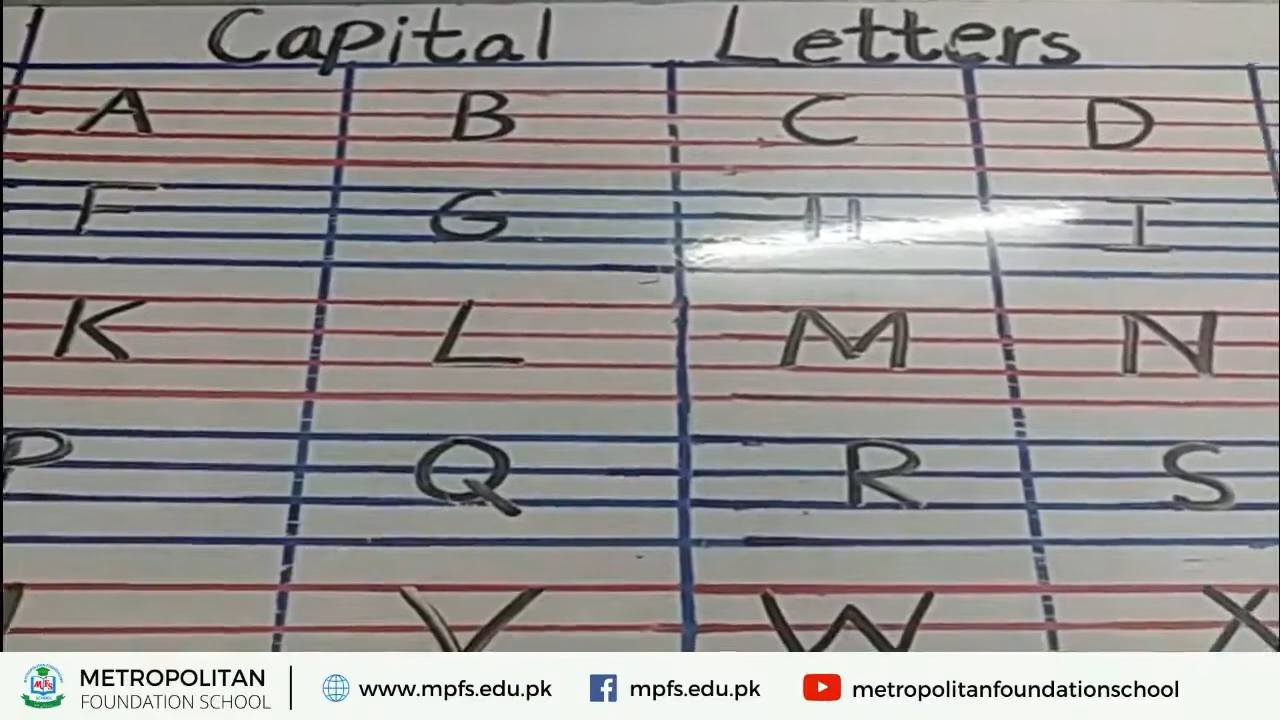 Capital Letters
A B C D
F G H I
K L M N
P Q R S
V W X
METROPOLITAN
FOUNDATION SCHOOL
www.mpfs.edu.pk
mpfs.edu.pk
metropolitanfoundationschool